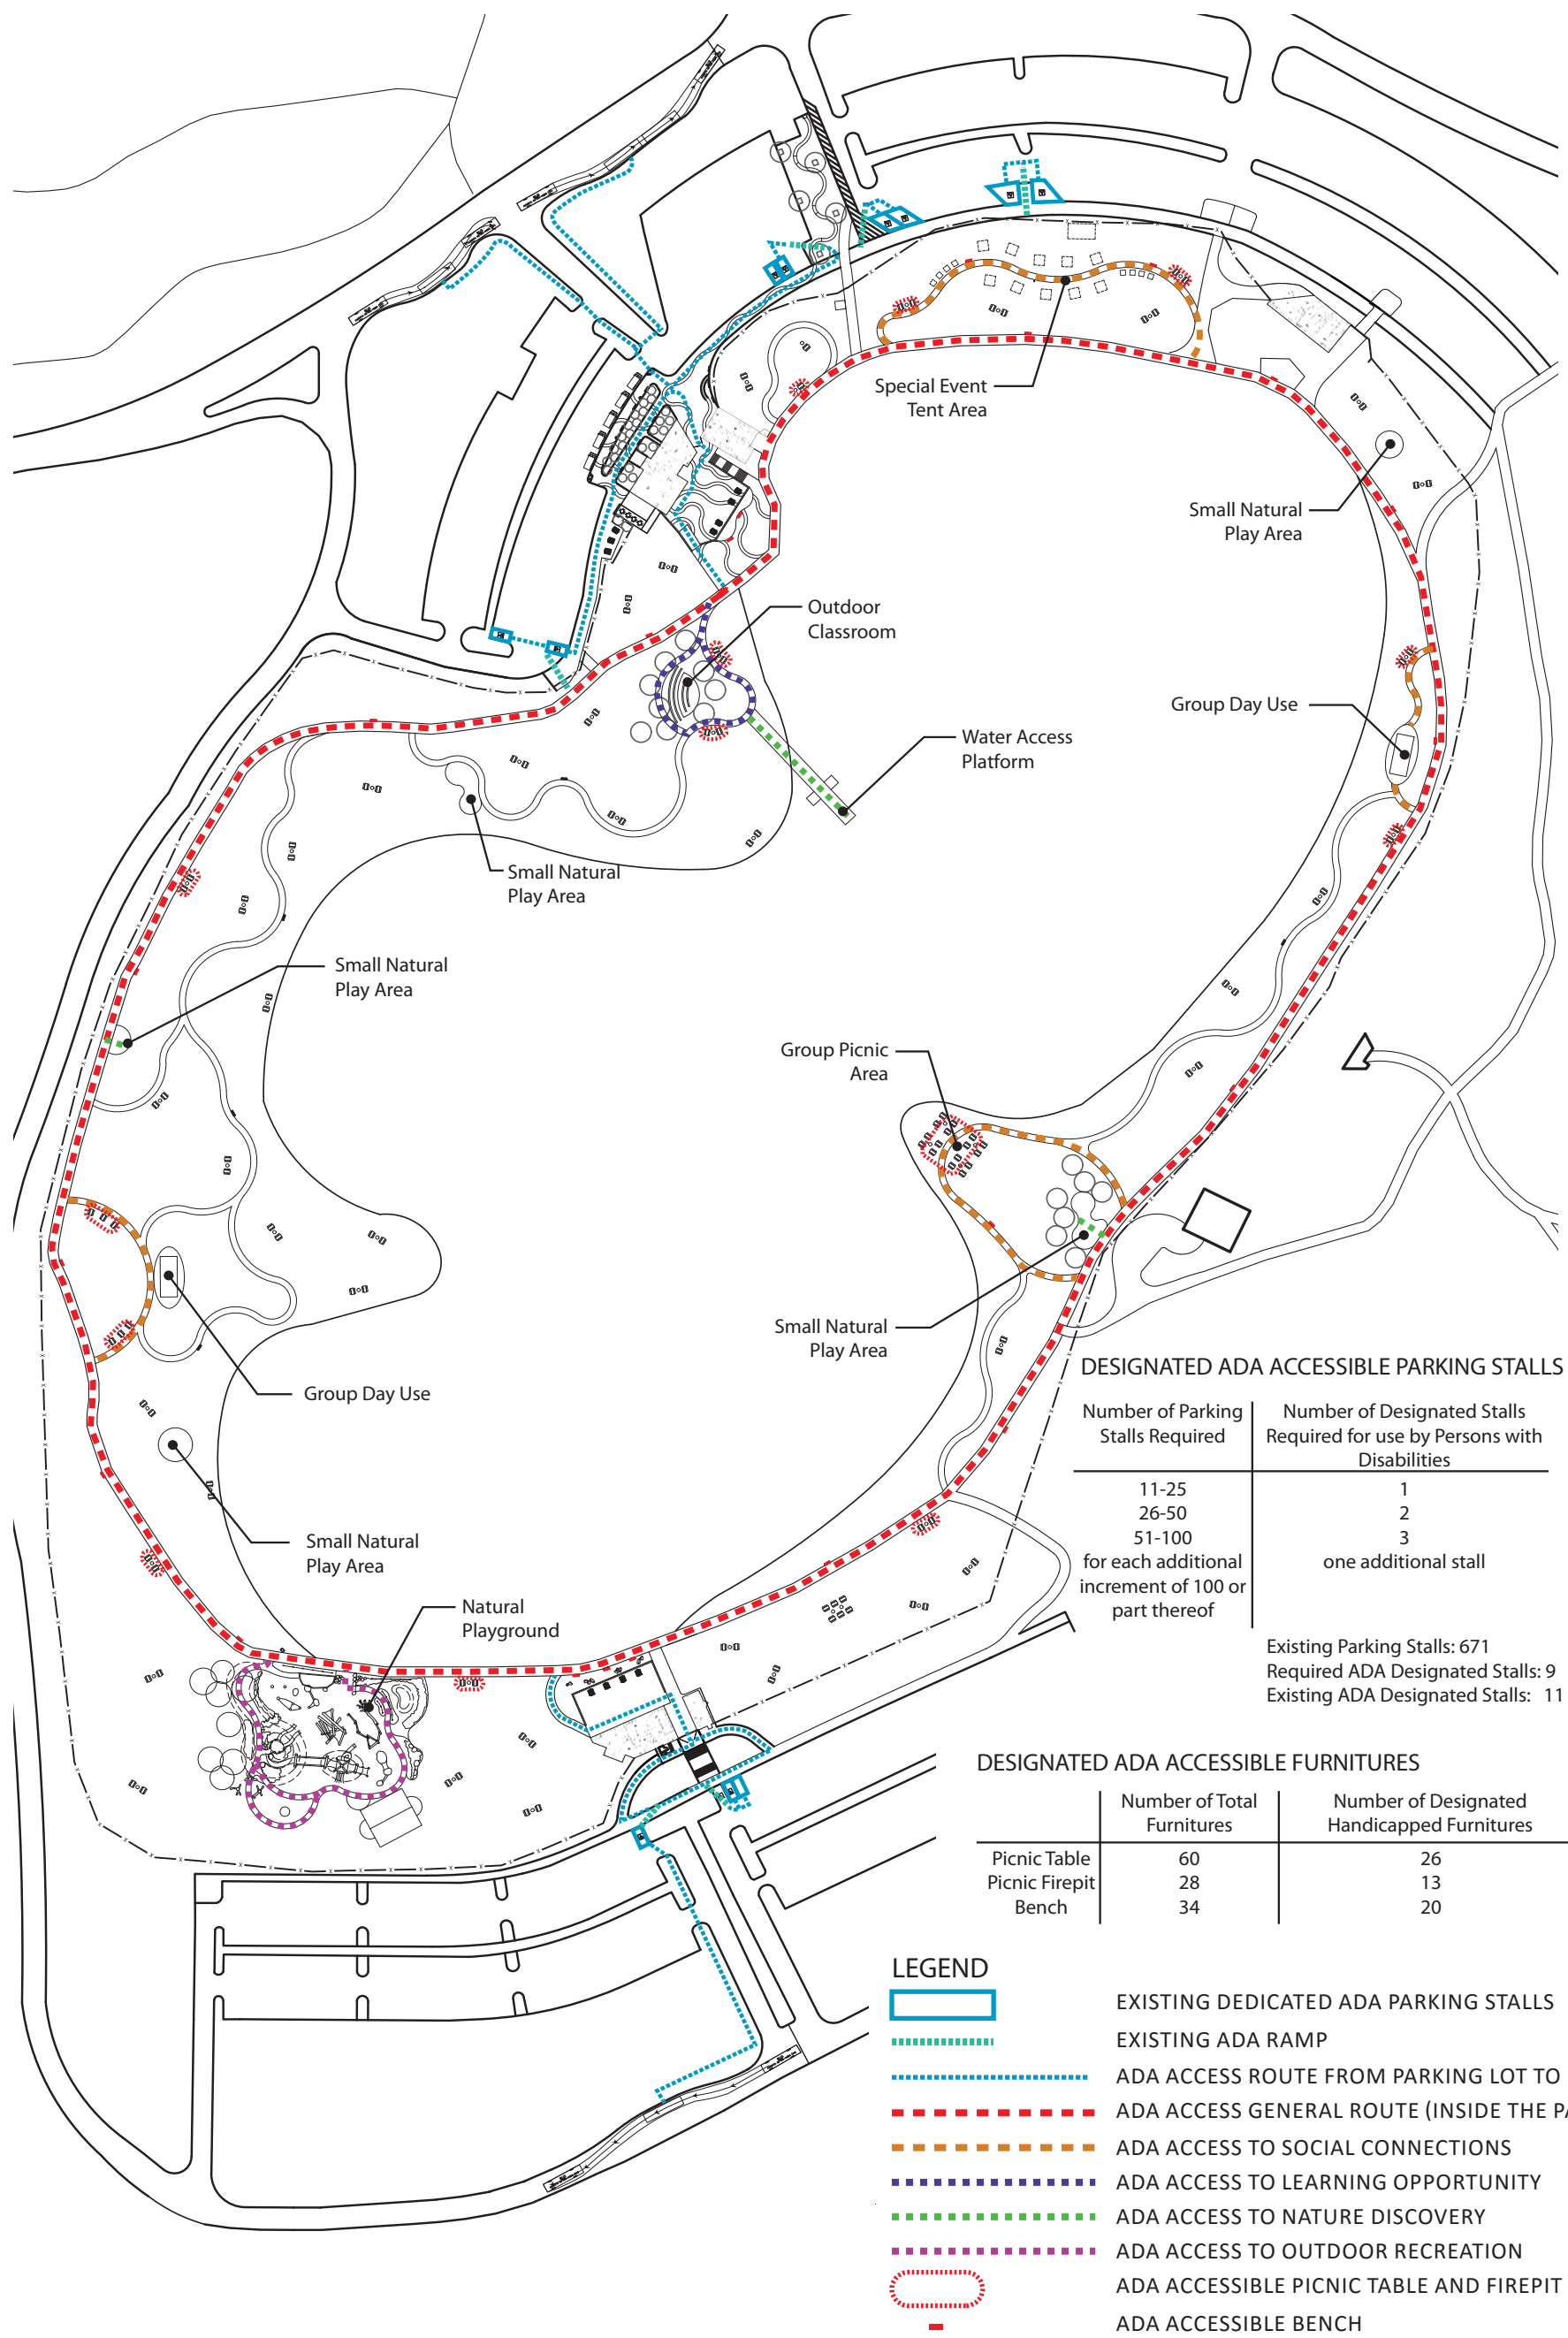 Special Event
Tent Area
Small Natural
Play Area
Outdoor
Classroom
Group Day Use
Water Access
Platform
Small Natural
Play Area
Small Natural
Play Area
Group Picnic
Area
Small Natural
Play Area
Group Day Use
Small Natural
Play Area
Natural
Playground
DESIGNATED ADA ACCESSIBLE PARKING STALLS
Number of Parking
Stalls Required
Number of Designated Stalls
Required for use by Persons with
Disabilities
11-25 1
26-50 2
51-100 3
for each additional one additional stall
increment of 100 or
part thereof
Existing Parking Stalls: 671
Required ADA Designated Stalls: 9
Existing ADA Designated Stalls: 11
DESIGNATED ADA ACCESSIBLE FURNITURES
Number of Total
Furnitures
Number of Designated
Handicapped Furnitures
Picnic Table 60 26
Picnic Firepit 28 13
Bench 34 20
LEGEND
EXISTING DEDICATED ADA PARKING STALLS
EXISTING ADA RAMP
ADA ACCESS ROUTE FROM PARKING LOT TO
ADA ACCESS GENERAL ROUTE (INSIDE THE
ADA ACCESS TO SOCIAL CONNECTIONS
ADA ACCESS TO LEARNING OPPORTUNITY
ADA ACCESS TO NATURE DISCOVERY
ADA ACCESS TO OUTDOOR RECREATION
ADA ACCESSIBLE PICNIC TABLE AND FIREPIT
ADA ACCESSIBLE BENCH